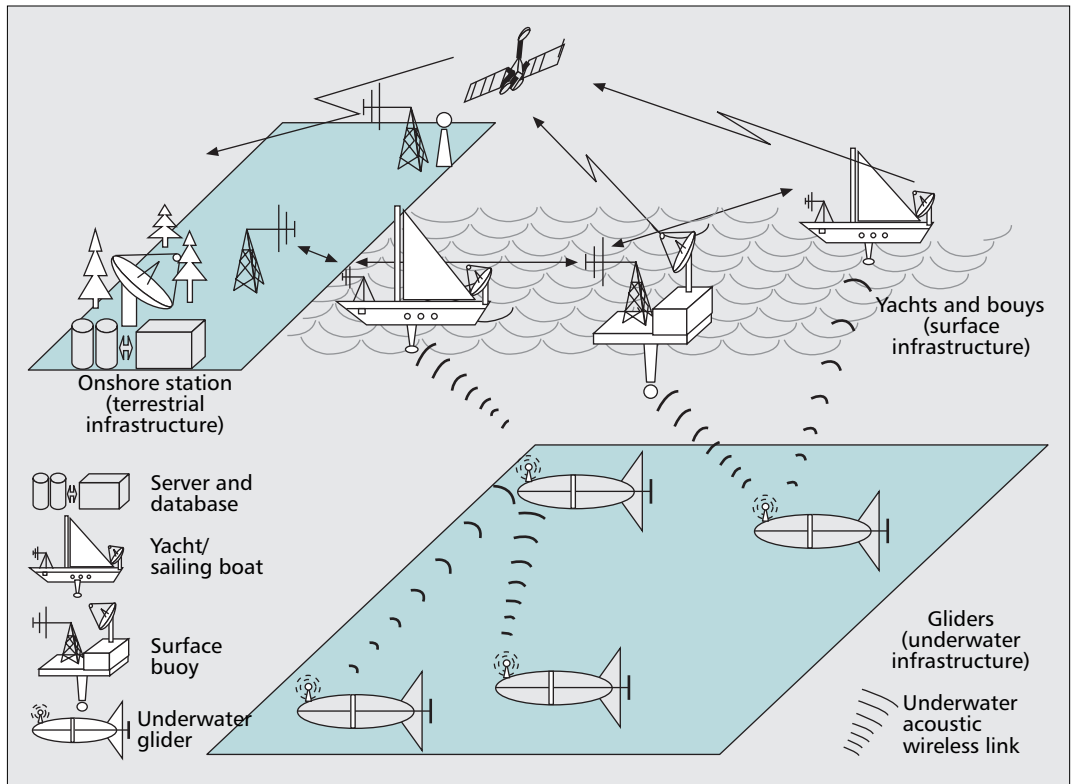 Yachts and bouys
(surface
infrastructure)
Onshore station
(terrestrial
infrastructure)
Server and
database
Yacht/
sailing boat
Surface
buoy
Underwater
glider
Gliders
(underwater
infrastructure)
Underwater
acoustic
wireless link